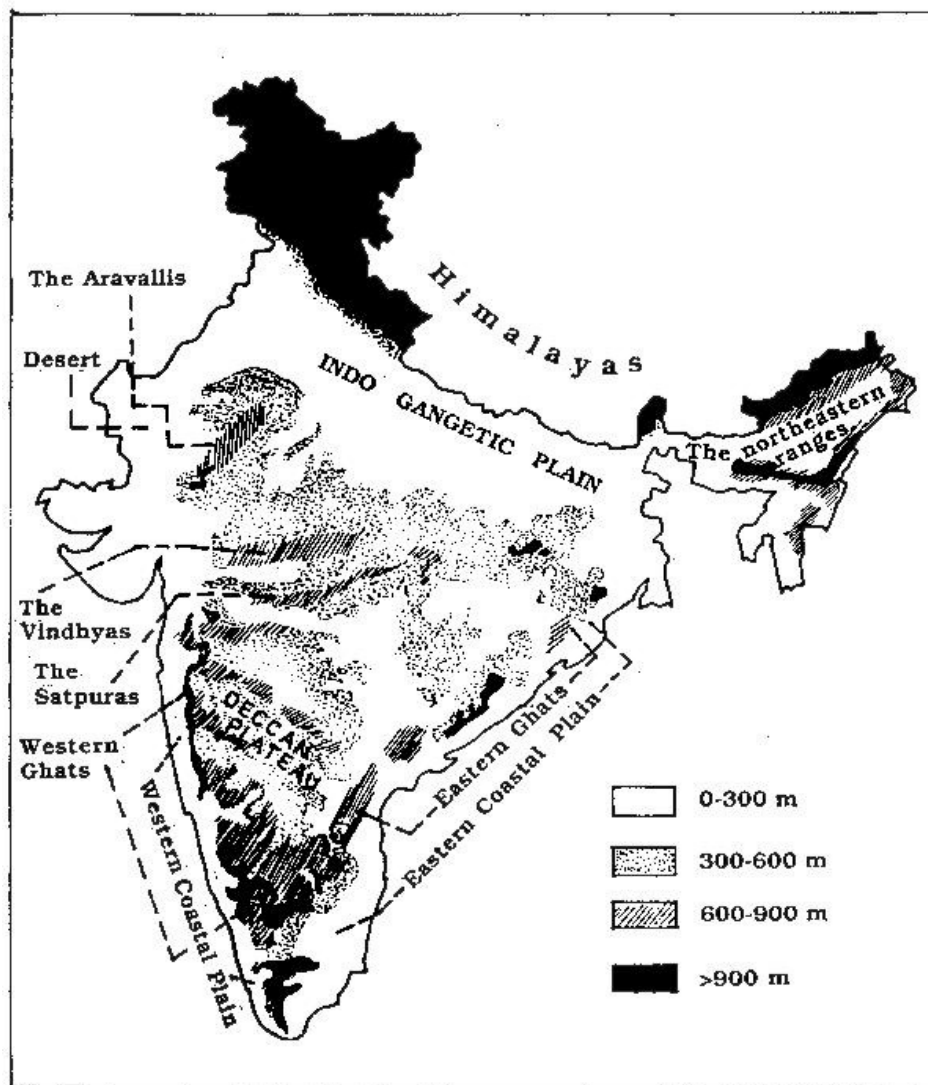 Himalayas
The Aravallis
Desert
INDO GANGETIC PLAIN
The northeastern
ranges
The
Vindhyas
The
Satpuras
Western
Ghats
DECCAN
PLATEAU
Western Coastal Plain
Eastern Ghats
Eastern Coastal Plain
0-300 m
300-600 m
600-900 m
>900 m